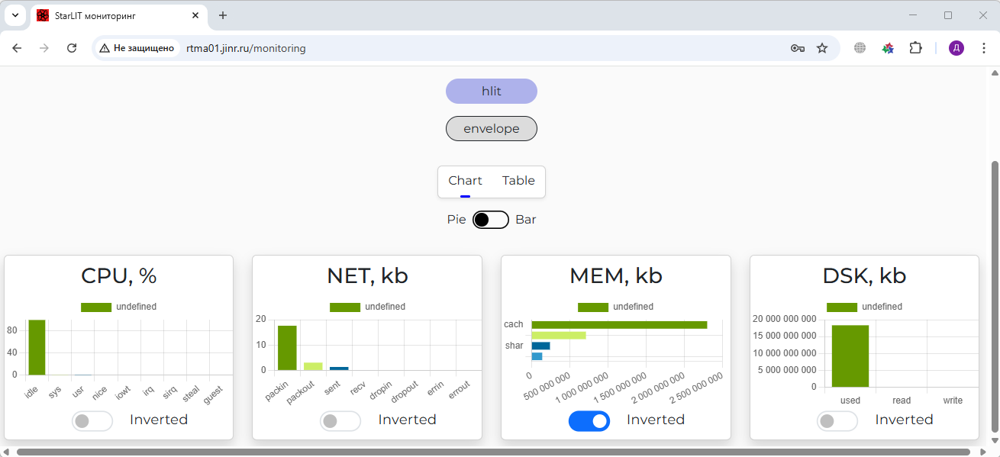 StarLIT мониторинг
Не защищено rtma01.jinr.ru/monitoring
Д
hlit
envelope
Chart Table
Pie Bar
CPU, %
undefined
80
40
0
idle sys usr nice iowt irq sirq steal guest
Inverted
NET, kb
undefined
20
10
0
packin packout sent recv dropin dropout errin errout
Inverted
MEM, kb
undefined
cach
shar
0 500 000 000 1 000 000 000 1 500 000 000 2 000 000 000 2 500 000 000
Inverted
DSK, kb
undefined
20 000 000 000
15 000 000 000
10 000 000 000
5 000 000 000
0
used read write
Inverted